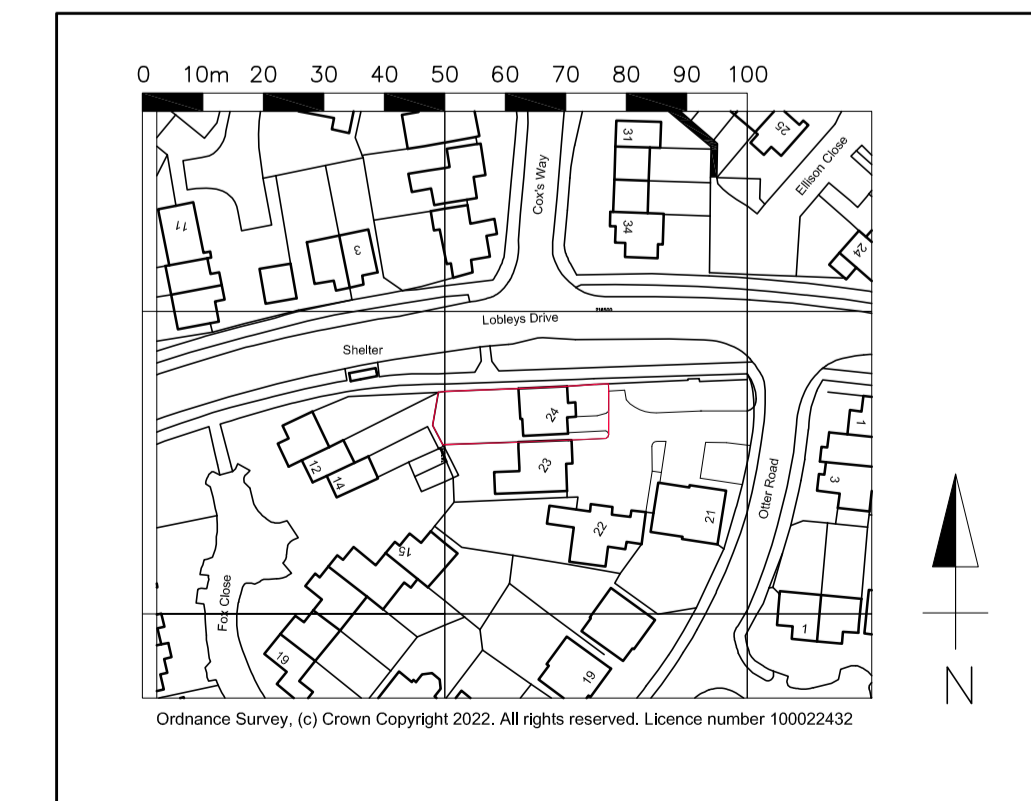 0 10m 20 30 40 50 60 70 80 90 100
31
25
Ellison Close
Cox's Way
11
3
34
24
Lobleys Drive
Shelter
24
1
12
14
23
3
Otter Road
21
22
15
Fox Close
1
19
19
N
Ordnance Survey, (c) Crown Copyright 2022. All rights reserved. Licence number 100022432